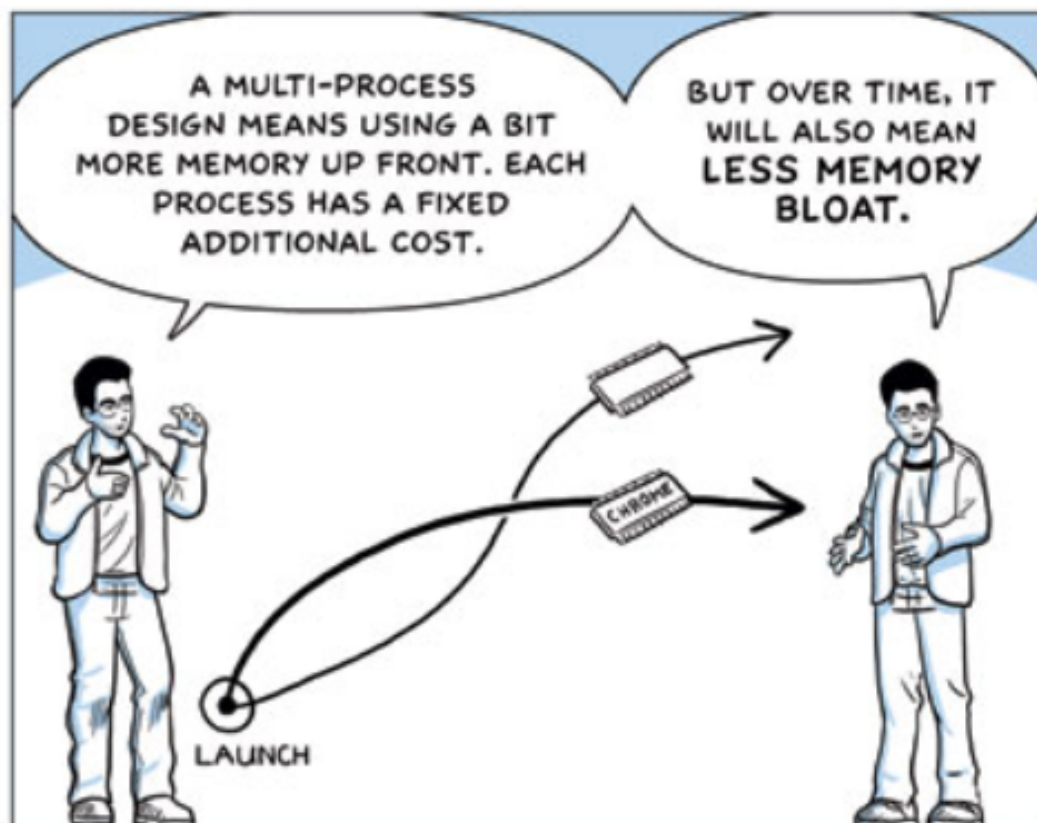 A MULTI-PROCESS
DESIGN MEANS USING A BIT
MORE MEMORY UP FRONT. EACH
PROCESS HAS A FIXED
ADDITIONAL COST.
BUT OVER TIME, IT
WILL ALSO MEAN
LESS MEMORY
BLOAT.
CHROME
LAUNCH